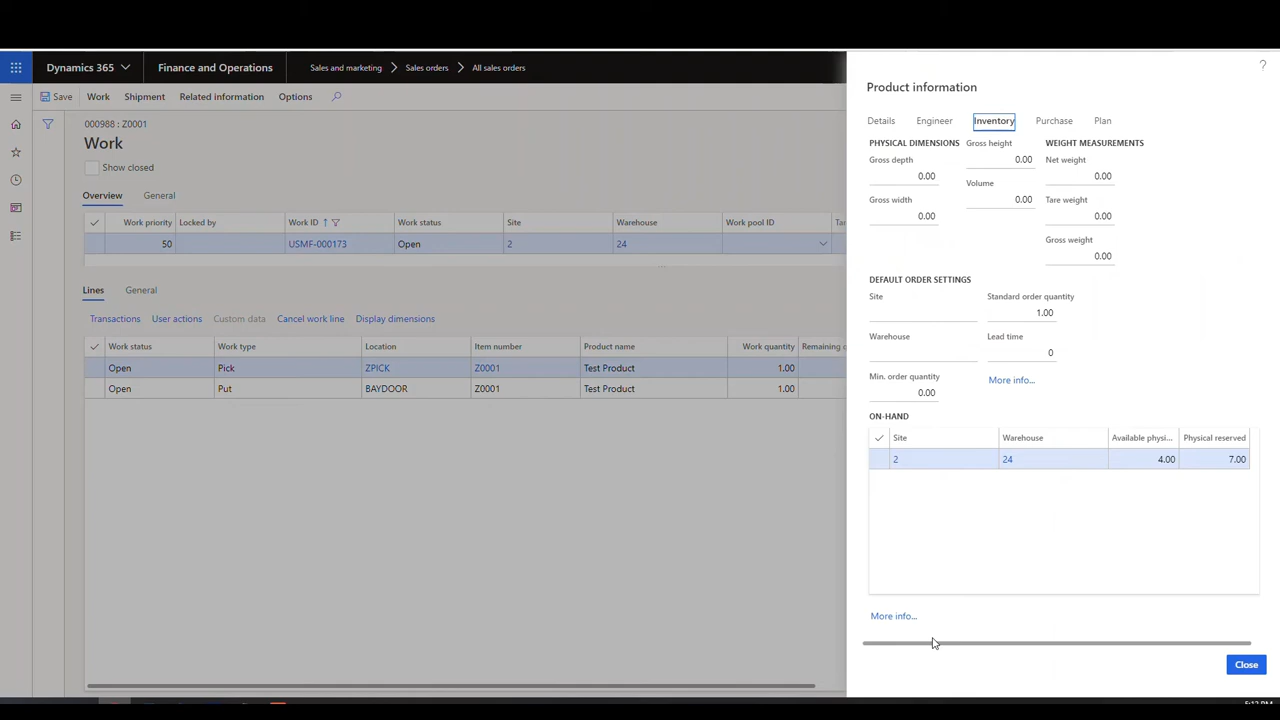 Dynamics 365
Finance and Operations
Sales and marketing > Sales orders > All sales orders
Save Work Shipment Related information Options
000988 : Z0001
Work
Show closed
Overview General
Work priority Locked by Work ID Work status Site Warehouse Work pool ID
50 USMF-000173 Open 2 24
Lines General
Transactions User actions Custom data Cancel work line Display dimensions
Work status Work type Location Item number Product name Work quantity Remaining
Open Pick ZPICK Z0001 Test Product 1.00
Open Put BAYDOOR Z0001 Test Product 1.00
?
Product information
Details Engineer Inventory Purchase Plan
PHYSICAL DIMENSIONS
Gross depth
0.00
Gross width
0.00
Gross height
0.00
Volume
0.00
WEIGHT MEASUREMENTS
Net weight
0.00
Tare weight
0.00
Gross weight
0.00
DEFAULT ORDER SETTINGS
Site
Warehouse
Min. order quantity
0.00
Standard order quantity
1.00
Lead time
0
More info...
ON-HAND
Site Warehouse Available physi... Physical reserved
2 24 4.00 7.00
More info...
Close